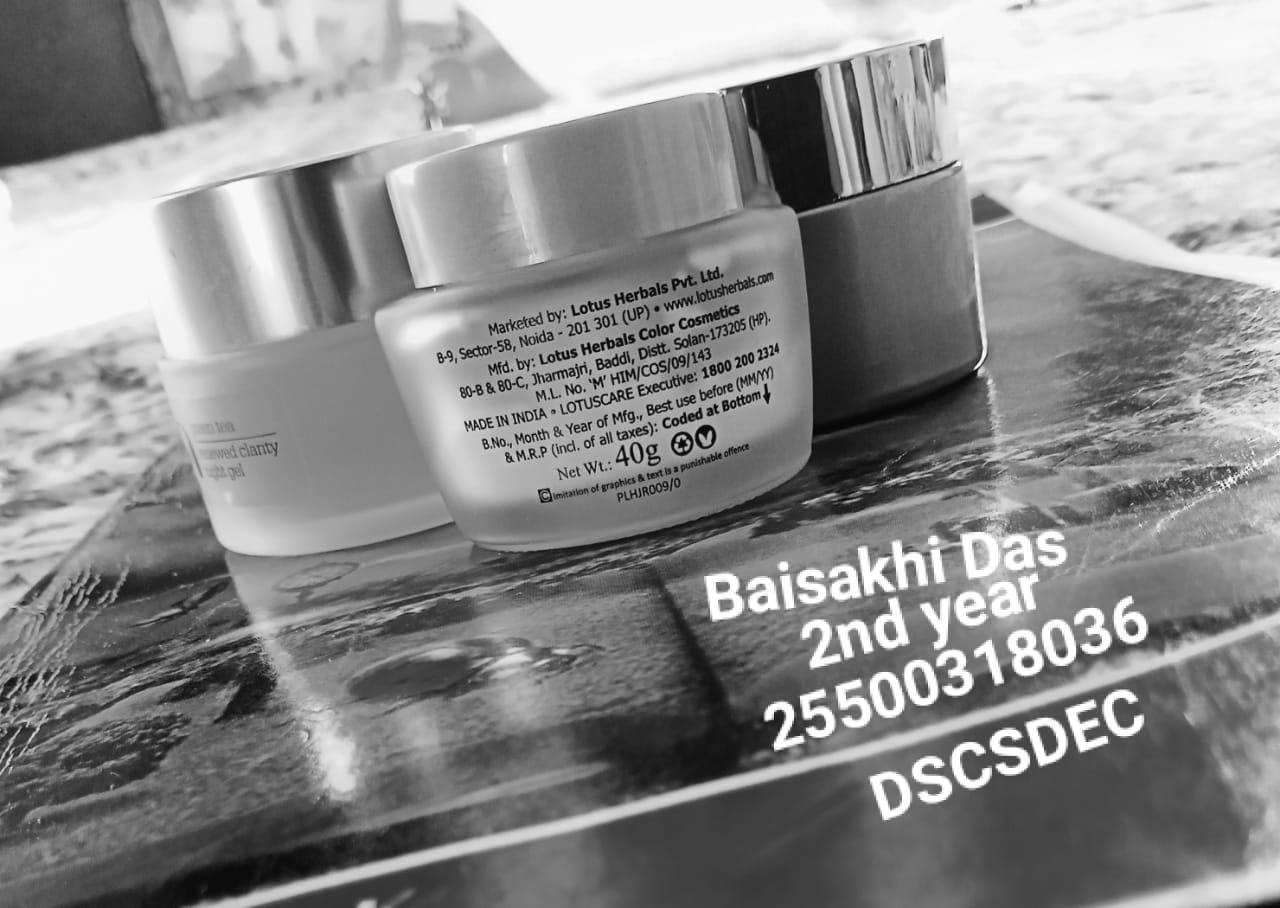 tea
renewed clarity
night gel
Marketed by: Lotus Herbals Pvt. Ltd.
B-9, Sector-58, Noida - 201 301 (UP) • www.lotusherbals.com
Mfd. by: Lotus Herbals Color Cosmetics
80-B & 80-C, Jharmajri, Baddi, Distt. Solan-173205 (HP).
M.L. No. 'M' HIM/COS/09/143
MADE IN INDIA • LOTUSCARE Executive: 1800 200 2324
B.No., Month & Year of Mfg., Best use before (MM/YY)
& M.R.P (incl. of all taxes): Coded at Bottom
Net Wt.: 40g
© Imitation of graphics & text is a punishable offence
PLHJR009/0
Baisakhi Das
2nd year
25500318036
DSCSDEC